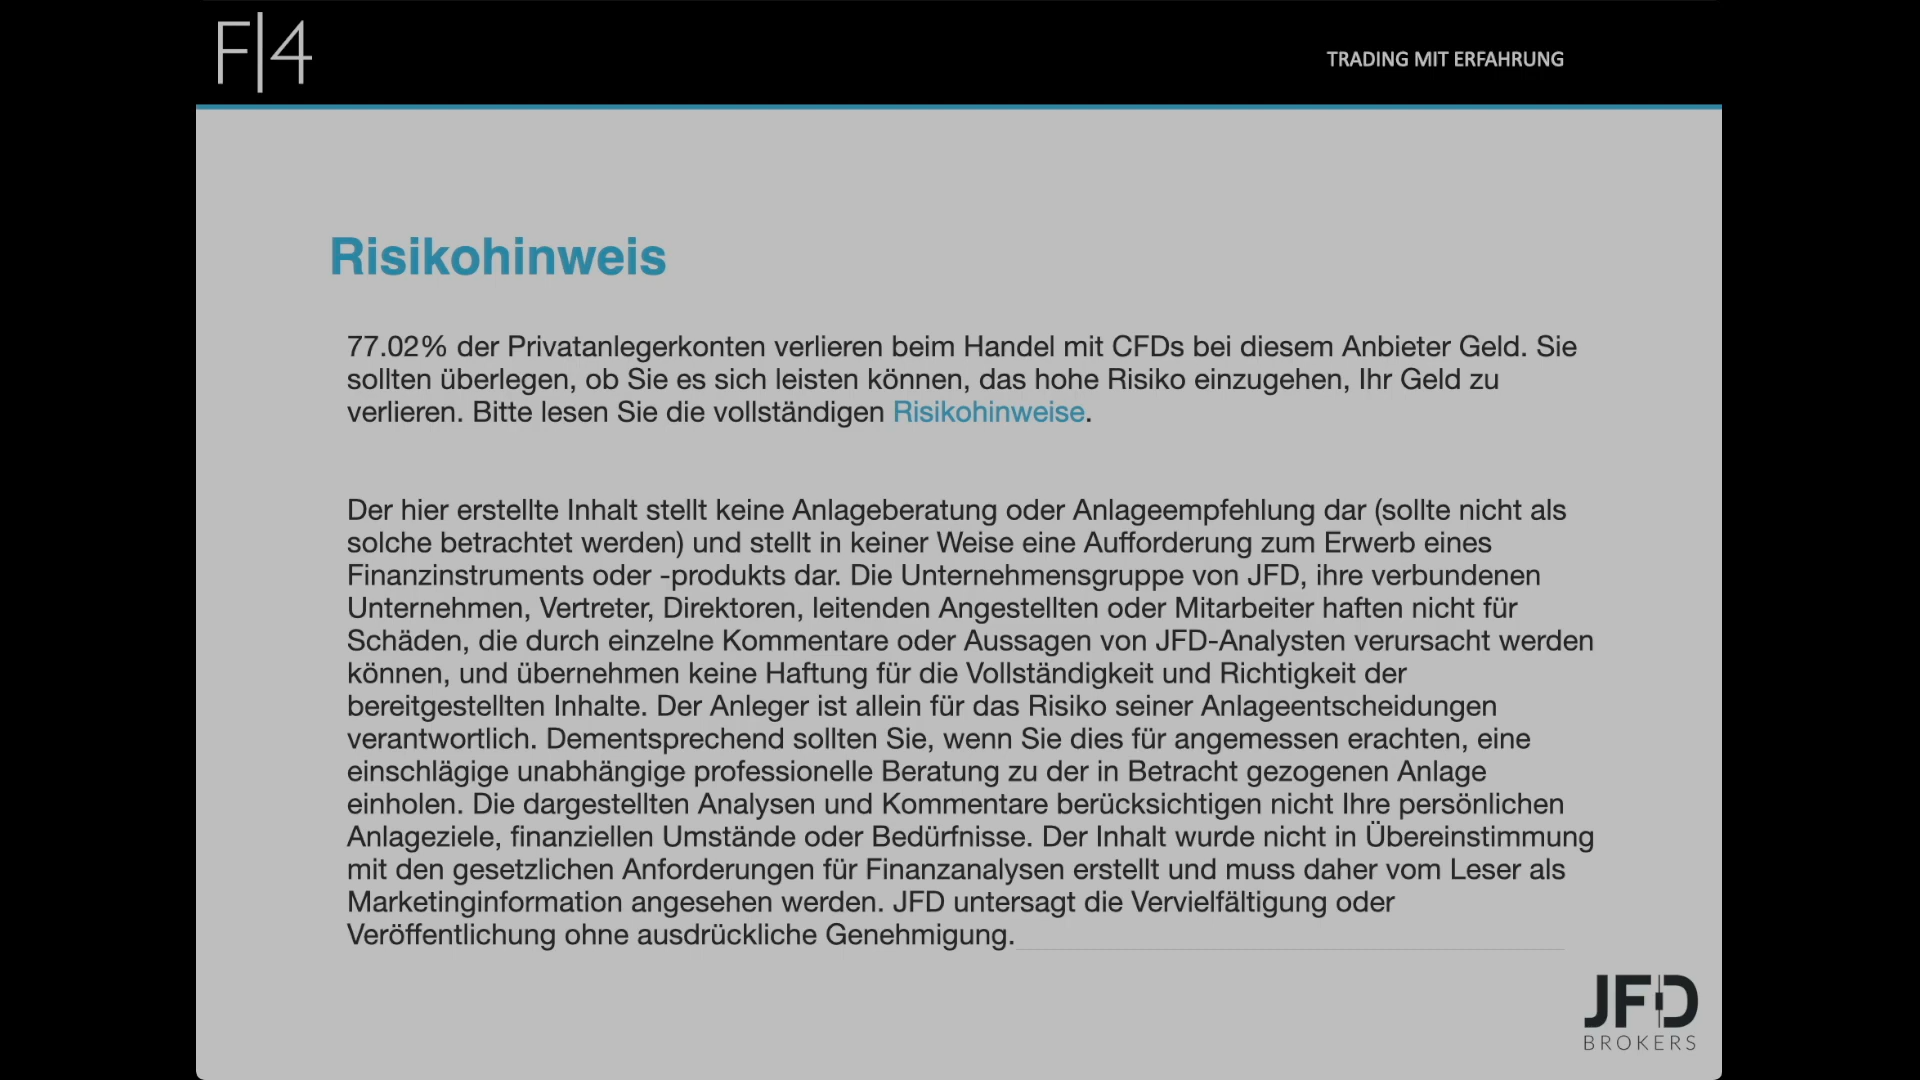 F|4
TRADING MIT ERFAHRUNG
Risikohinweis
77.02% der Privatanlegerkonten verlieren beim Handel mit CFDs bei diesem Anbieter Geld. Sie
sollten überlegen, ob Sie es sich leisten können, das hohe Risiko einzugehen, Ihr Geld zu
verlieren. Bitte lesen Sie die vollständigen Risikohinweise.
Der hier erstellte Inhalt stellt keine Anlageberatung oder Anlageempfehlung dar (sollte nicht als
solche betrachtet werden) und stellt in keiner Weise eine Aufforderung zum Erwerb eines
Finanzinstruments oder -produkts dar. Die Unternehmensgruppe von JFD, ihre verbundenen
Unternehmen, Vertreter, Direktoren, leitenden Angestellten oder Mitarbeiter haften nicht für
Schäden, die durch einzelne Kommentare oder Aussagen von JFD-Analysten verursacht werden
können, und übernehmen keine Haftung für die Vollständigkeit und Richtigkeit der
bereitgestellten Inhalte. Der Anleger ist allein für das Risiko seiner Anlageentscheidungen
verantwortlich. Dementsprechend sollten Sie, wenn Sie dies für angemessen erachten, eine
einschlägige unabhängige professionelle Beratung zu der in Betracht gezogenen Anlage
einholen. Die dargestellten Analysen und Kommentare berücksichtigen nicht Ihre persönlichen
Anlageziele, finanziellen Umstände oder Bedürfnisse. Der Inhalt wurde nicht in Übereinstimmung
mit den gesetzlichen Anforderungen für Finanzanalysen erstellt und muss daher vom Leser als
Marketinginformation angesehen werden. JFD untersagt die Vervielfältigung oder
Veröffentlichung ohne ausdrückliche Genehmigung.
JFD
BROKERS